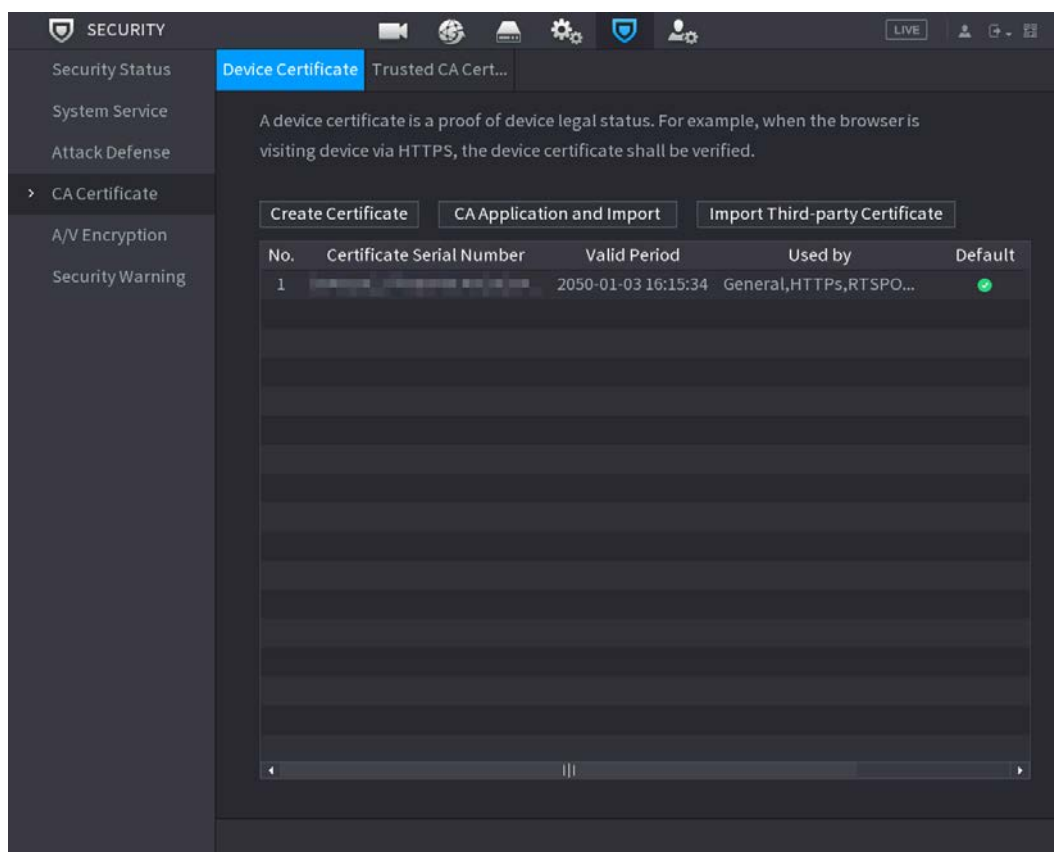 SECURITY
LIVE
Security Status
System Service
Attack Defense
CA Certificate
A/V Encryption
Security Warning
Device Certificate Trusted CA Cert...
A device certificate is a proof of device legal status. For example, when the browser is
visiting device via HTTPS, the device certificate shall be verified.
Create Certificate CA Application and Import Import Third-party Certificate
No. Certificate Serial Number Valid Period Used by Default
1 2050-01-03 16:15:34 General,HTTPs,RTSPO...